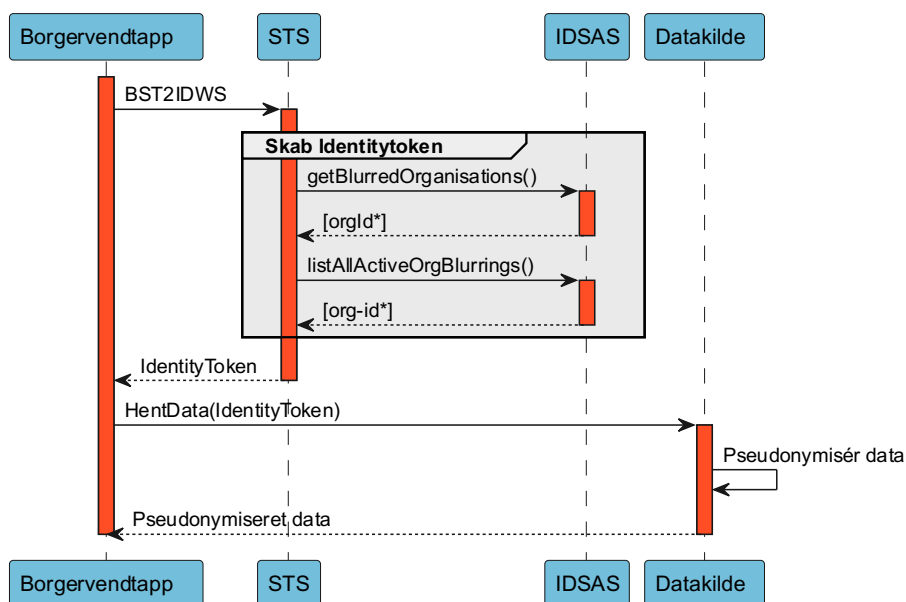 Borgervendtapp
STS
IDSAS
Datakilde
BST2IDWS
Skab Identitytoken
getBlurredOrganisations()
[orgId*]
listAllActiveOrgBlurrings()
[org-id*]
IdentityToken
HentData(IdentityToken)
Pseudonymisér data
Pseudonymiseret data
Borgervendtapp
STS
IDSAS
Datakilde